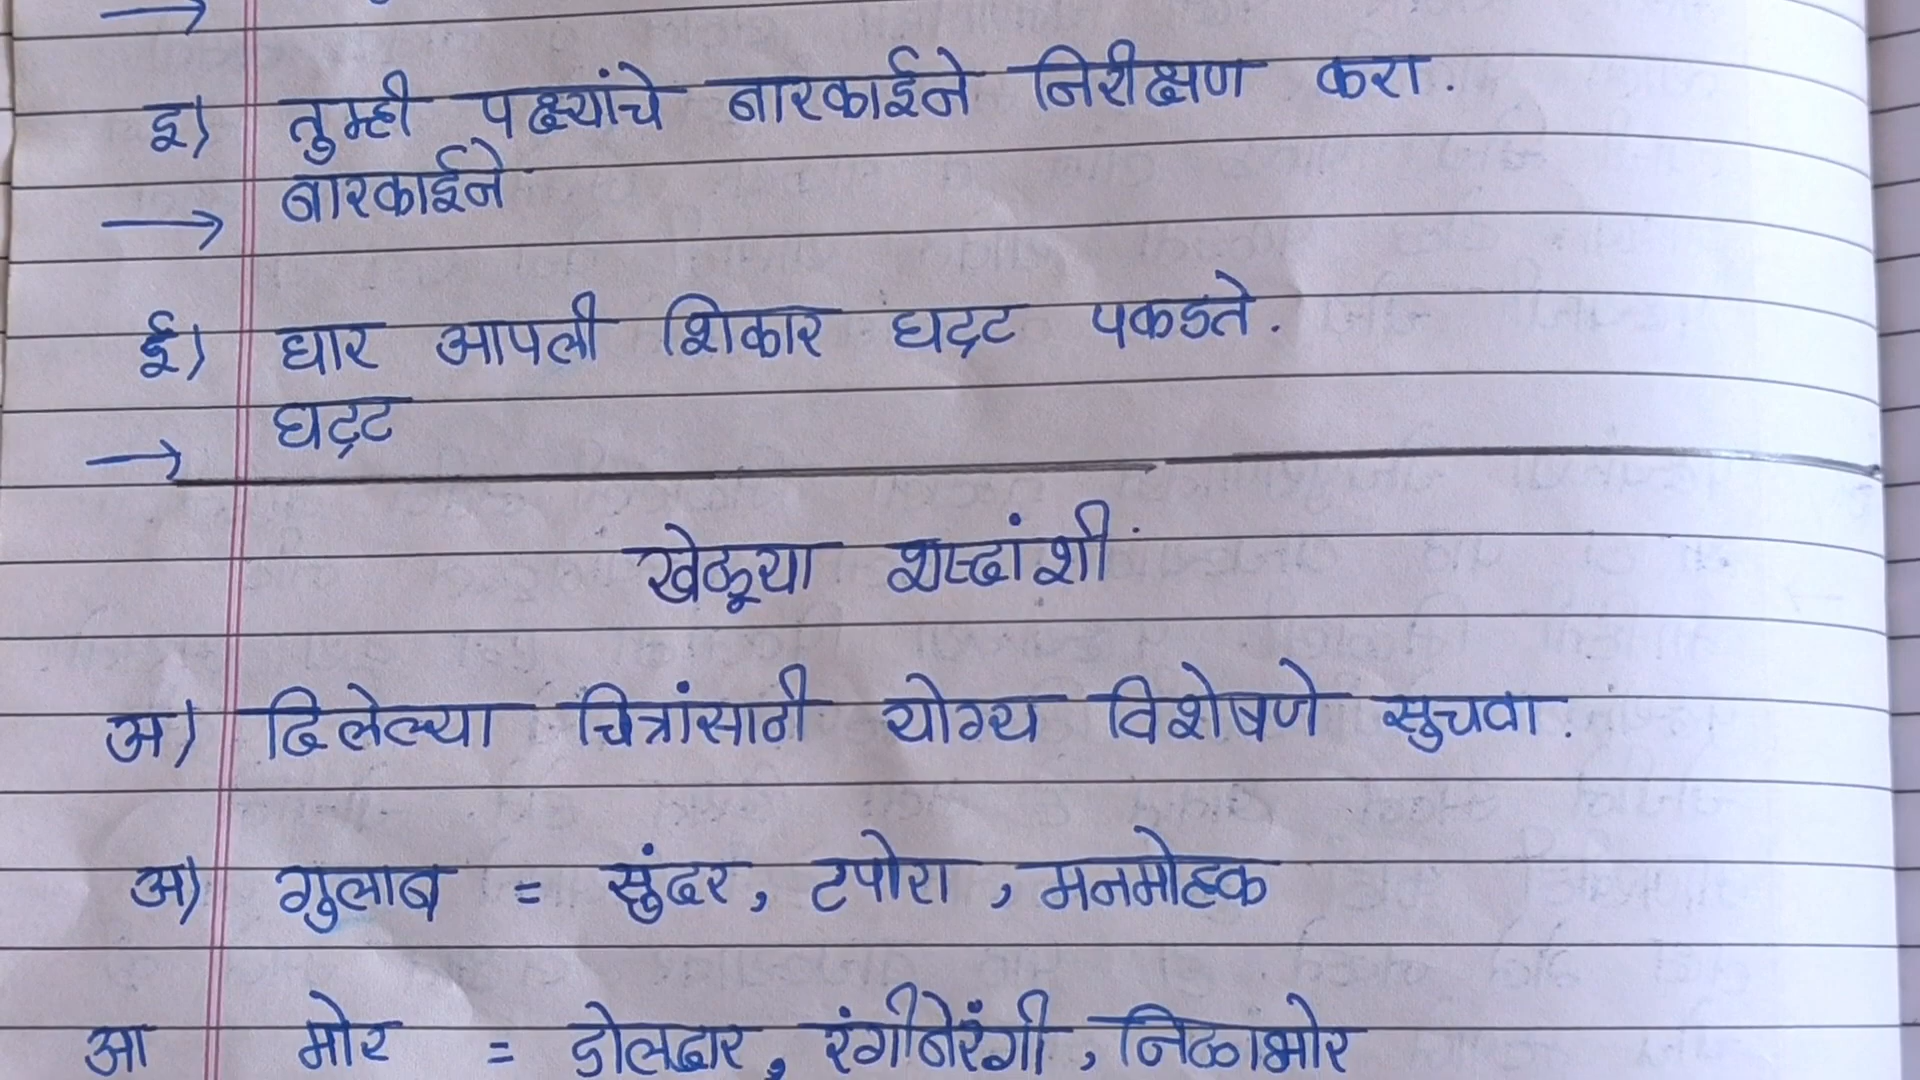 →
इ) तुम्ही पक्ष्यांचे बारकाईने निरीक्षण करा.
→ बारकाईने
ई) घार आपली शिकार घट्ट पकडते.
→ घट्ट
खेळूया शब्दांशी
अ) दिलेल्या चित्रांसाठी योग्य विशेषणे सुचवा.
अ) गुलाब = सुंदर, टपोरा, मनमोहक
आ मोर = डोलदार, रंगीबेरंगी, निळाभोर